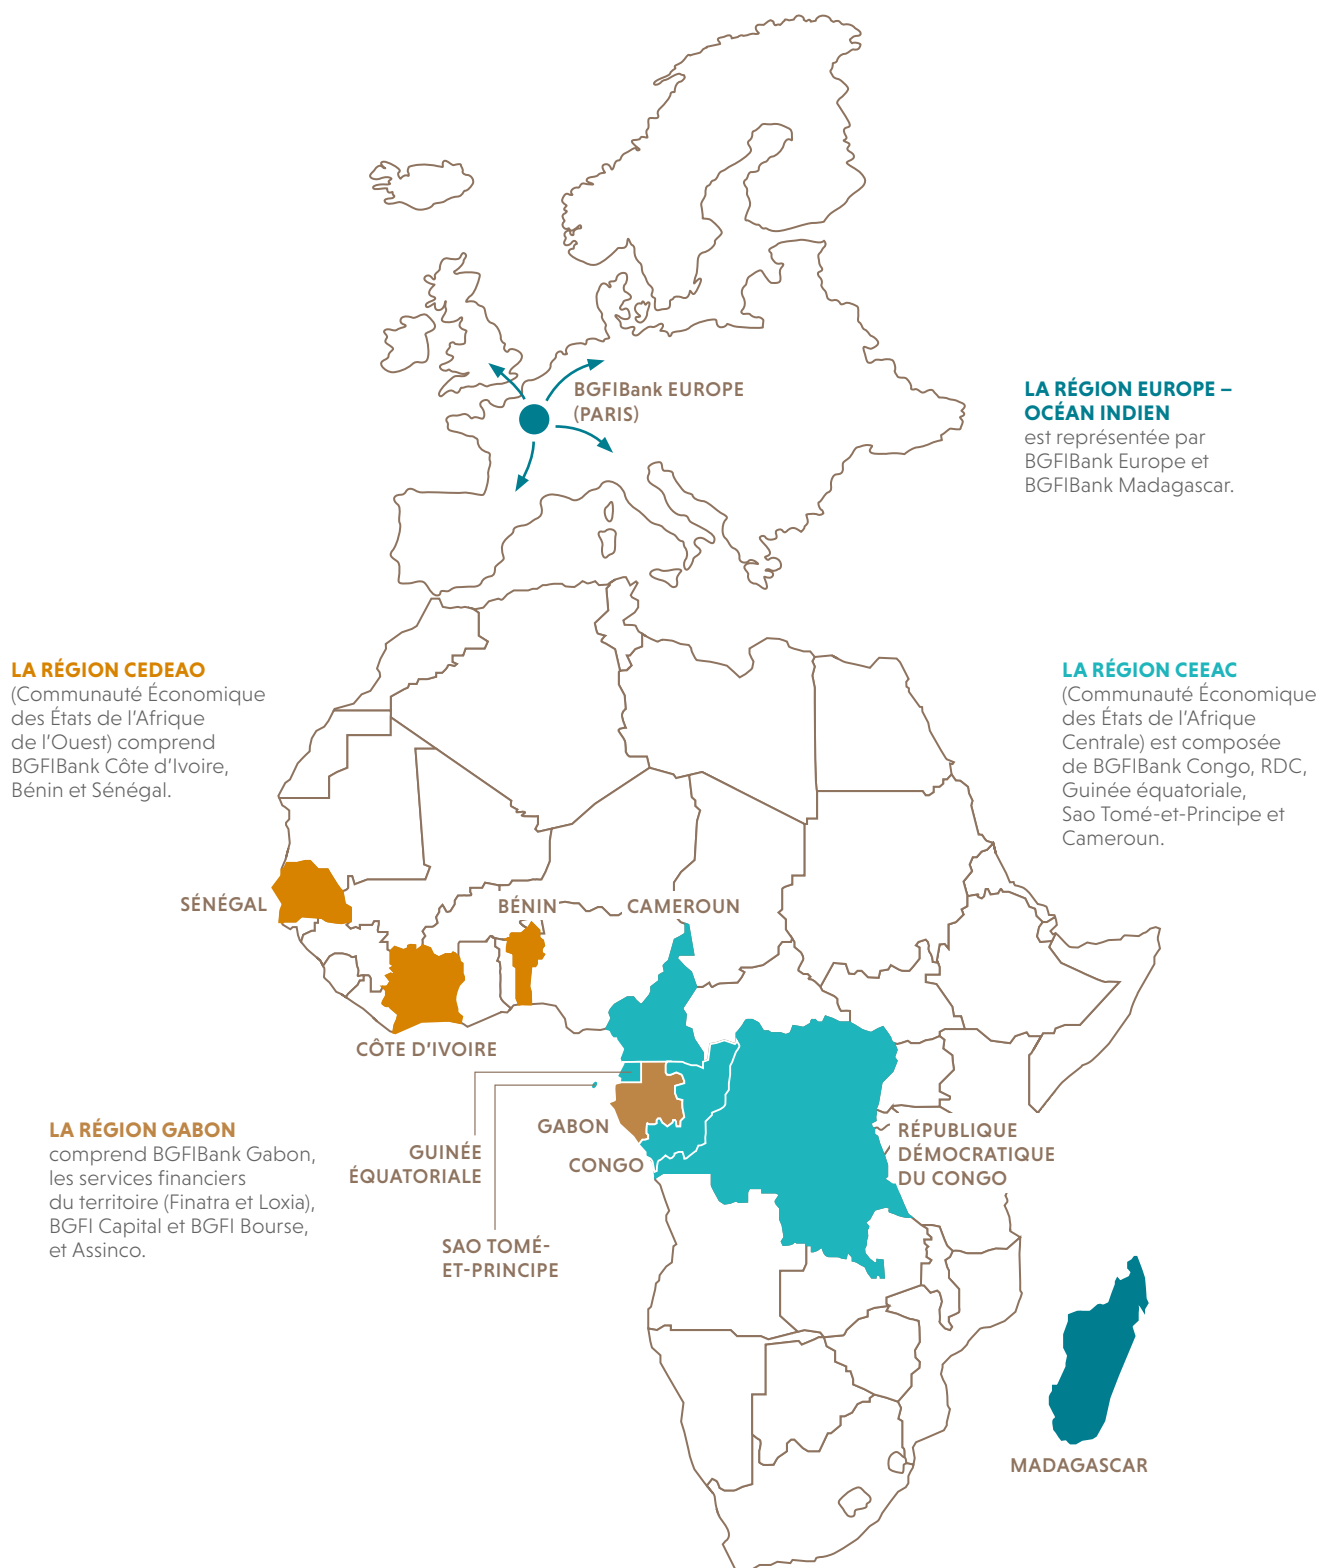 BGFIBank EUROPE
(PARIS)
LA RÉGION EUROPE –
OCÉAN INDIEN
est représentée par
BGFIBank Europe et
BGFIBank Madagascar.
LA RÉGION CEDEAO
(Communauté Économique
des États de l'Afrique
de l'Ouest) comprend
BGFIBank Côte d'Ivoire,
Bénin et Sénégal.
LA RÉGION CEEAC
(Communauté Économique
des États de l'Afrique
Centrale) est composée
de BGFIBank Congo, RDC,
Guinée équatoriale,
Sao Tomé-et-Principe et
Cameroun.
SÉNÉGAL
BÉNIN
CAMEROUN
CÔTE D'IVOIRE
LA RÉGION GABON
comprend BGFIBank Gabon,
les services financiers
du territoire (Finatra et Loxia),
BGFI Capital et BGFI Bourse,
et Assinco.
GABON
GUINÉE
ÉQUATORIALE
CONGO
RÉPUBLIQUE
DÉMOCRATIQUE
DU CONGO
SAO TOMÉ-
ET-PRINCIPE
MADAGASCAR